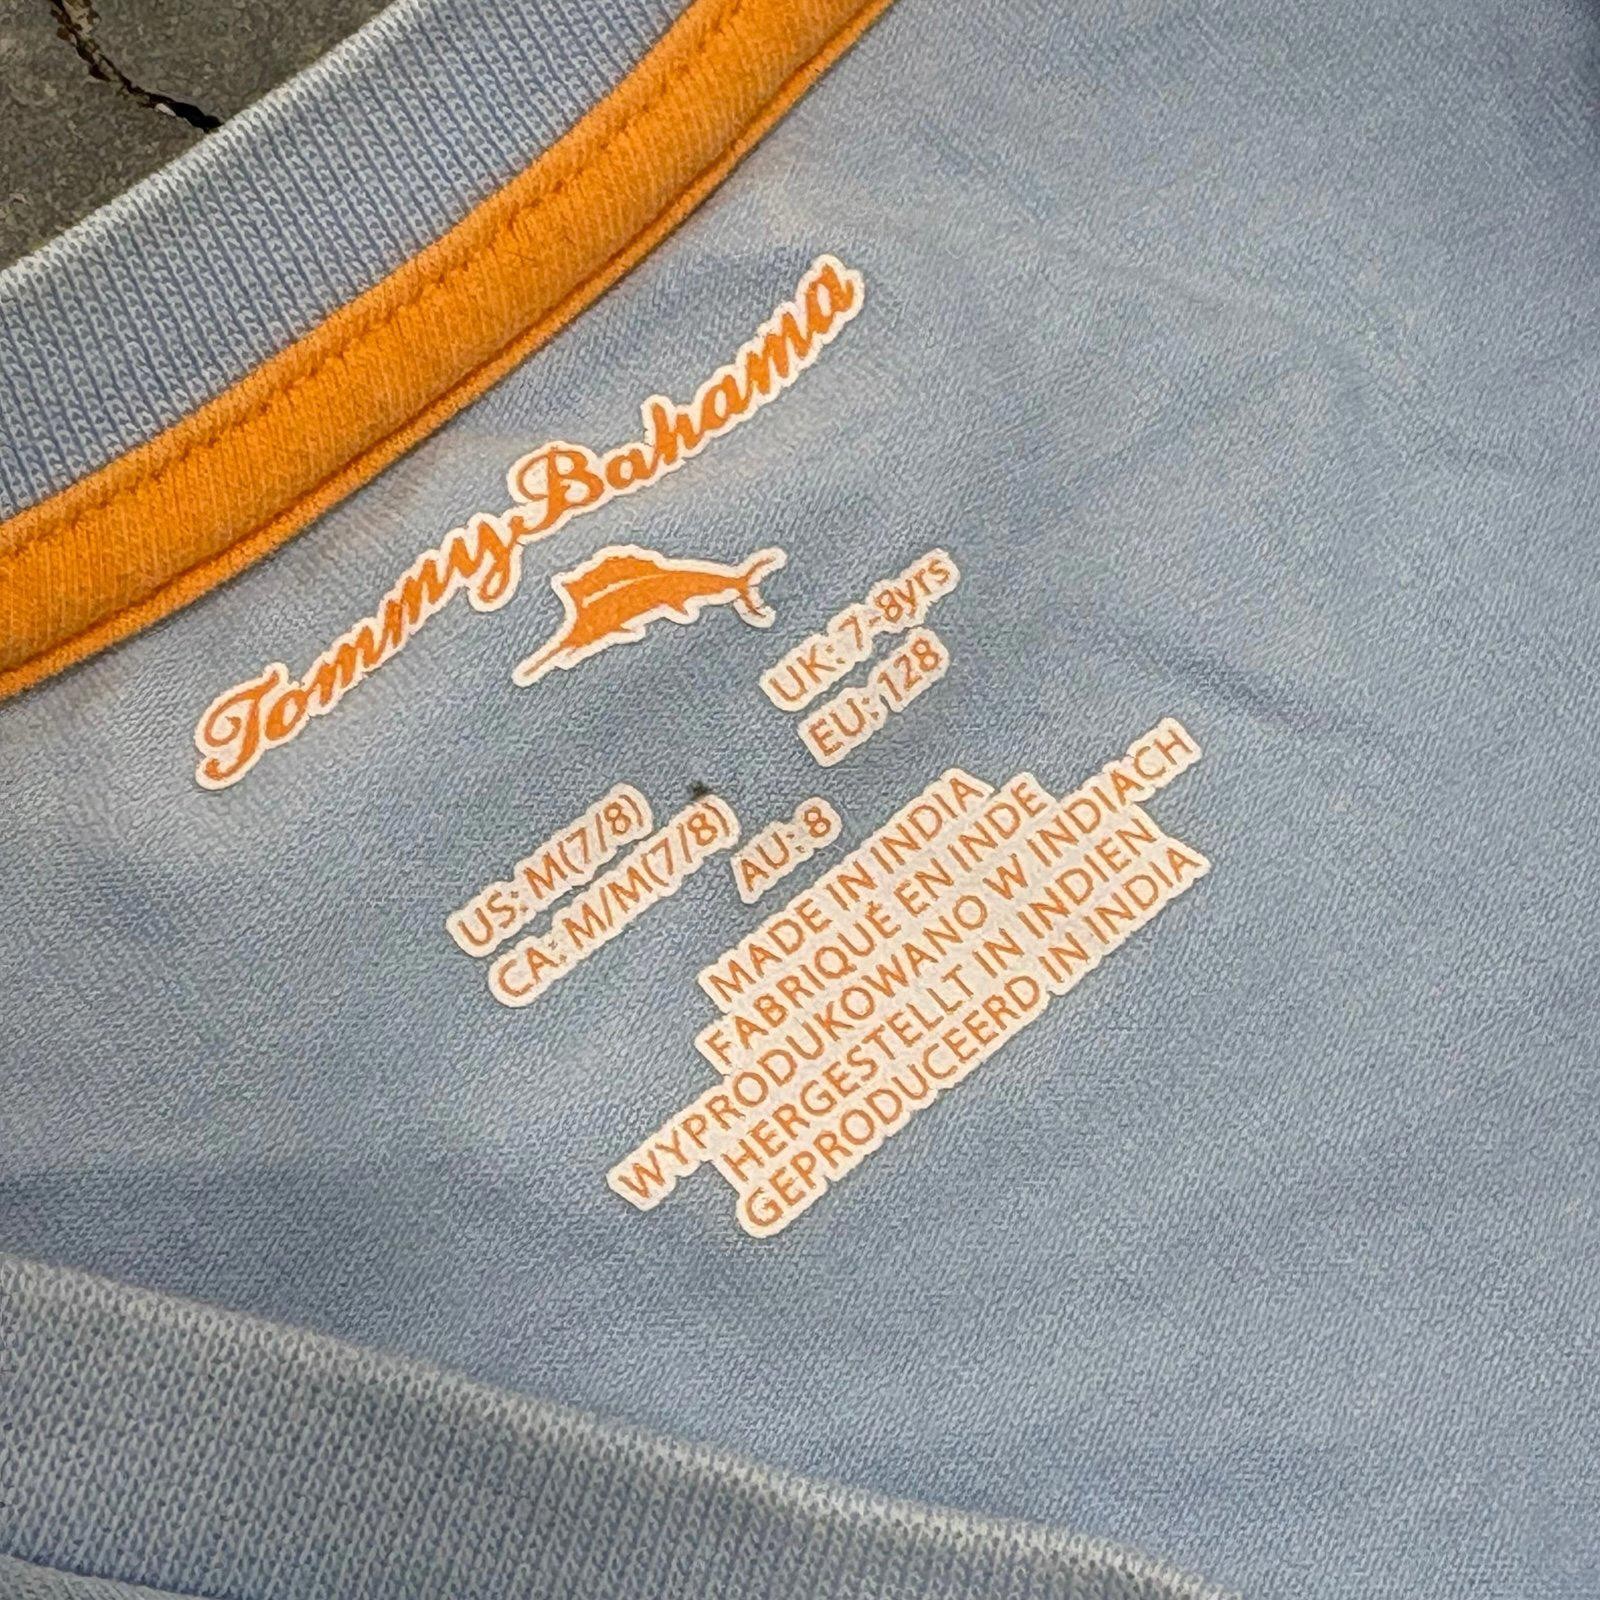 Tommy Bahama
UK: 7-8yrs
EU: 128
US: M(7/8)
CA: M/M(7/8)
AU: 8
MADE IN INDIA
FABRIQUÉ EN INDE
WYPRODUKOWANO W INDIACH
HERGESTELLT IN INDIEN
GEPRODUCEERD IN INDIA